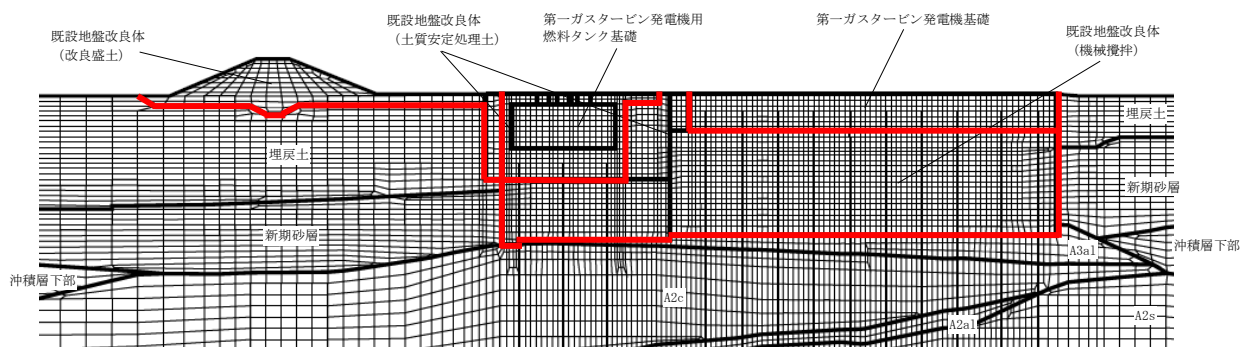 既設地盤改良体
（改良盛土）
既設地盤改良体
（土質安定処理土）
第一ガスタービン発電機用
燃料タンク基礎
第一ガスタービン発電機基礎
既設地盤改良体
（機械攪拌）
埋戻土
埋戻土
新期砂層
新期砂層
沖積層下部
沖積層下部
A3al
A2c
A2al
A2s